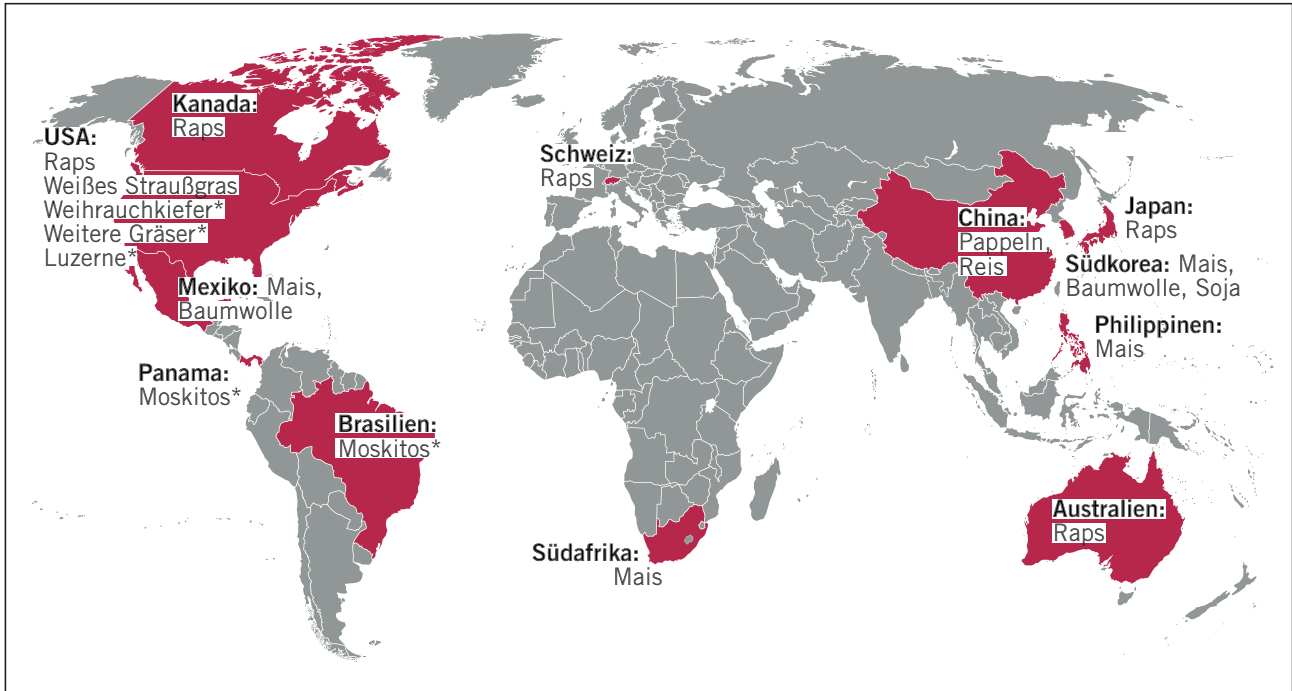 Kanada:
Raps
USA:
Raps
Weißes Straußgras
Weihrauchkiefer*
Weitere Gräser*
Luzerne*
Mexiko: Mais,
Baumwolle
Panama:
Moskitos*
Brasilien:
Moskitos*
Schweiz:
Raps
Südafrika:
Mais
China:
Pappeln,
Reis
Japan:
Raps
Südkorea: Mais,
Baumwolle, Soja
Philippinen:
Mais
Australien:
Raps